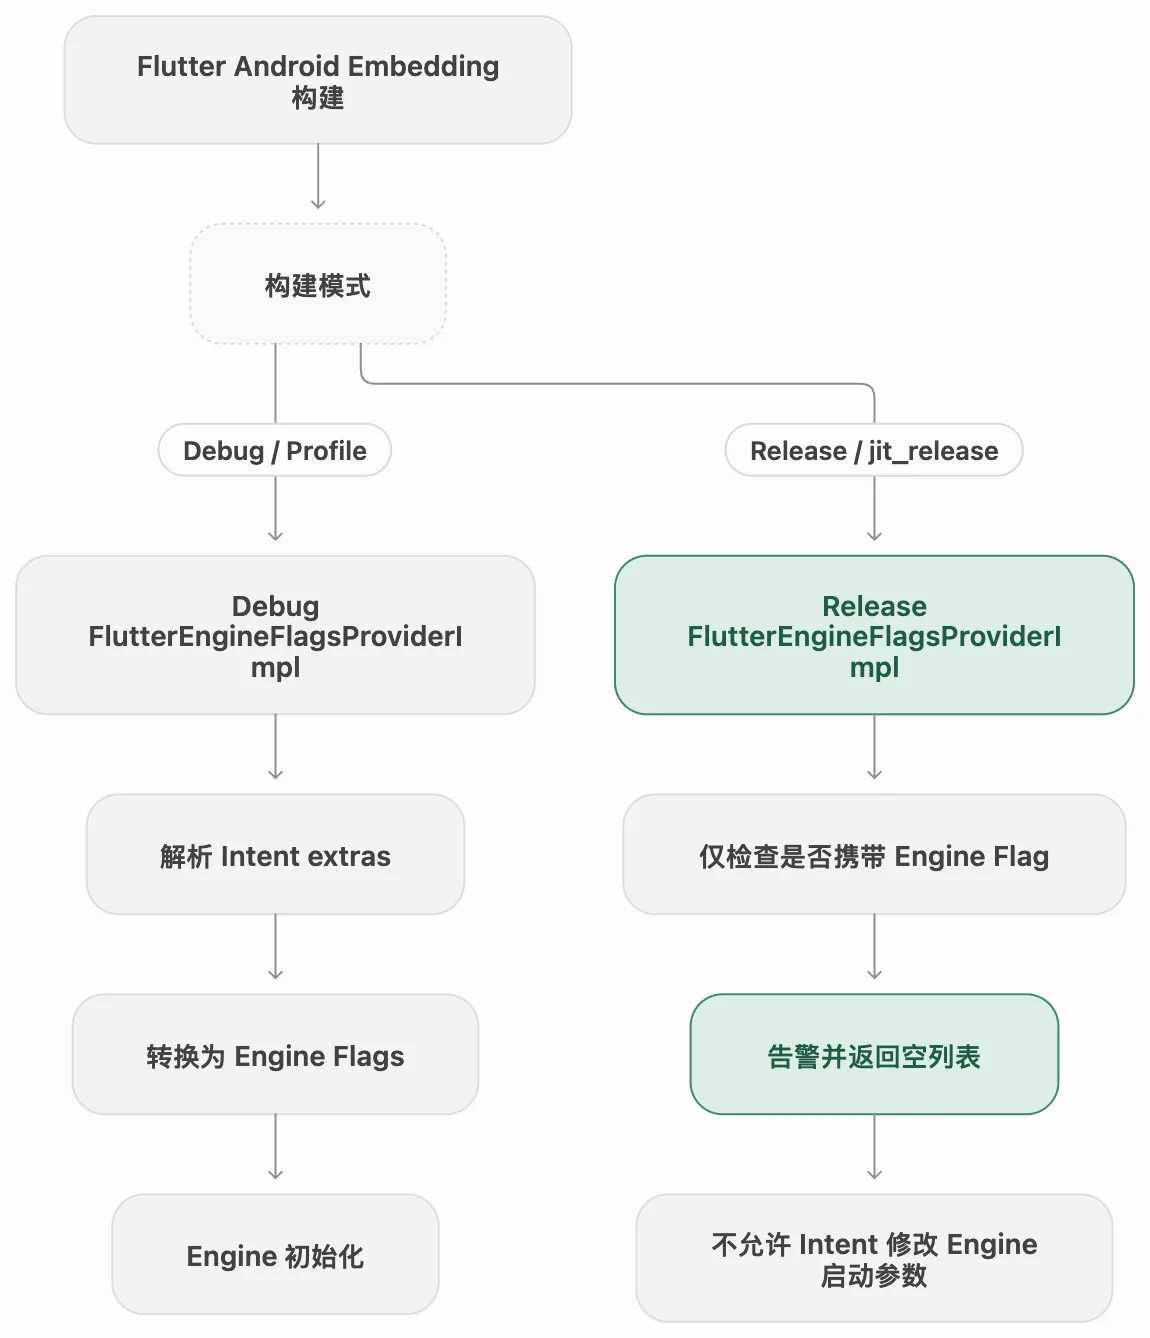 Flutter Android Embedding
构建
构建模式
Debug / Profile
Release / jit_release
Debug
FlutterEngineFlagsProviderI
mpl
Release
FlutterEngineFlagsProviderI
mpl
解析 Intent extras
仅检查是否携带 Engine Flag
转换为 Engine Flags
告警并返回空列表
Engine 初始化
不允许 Intent 修改 Engine
启动参数